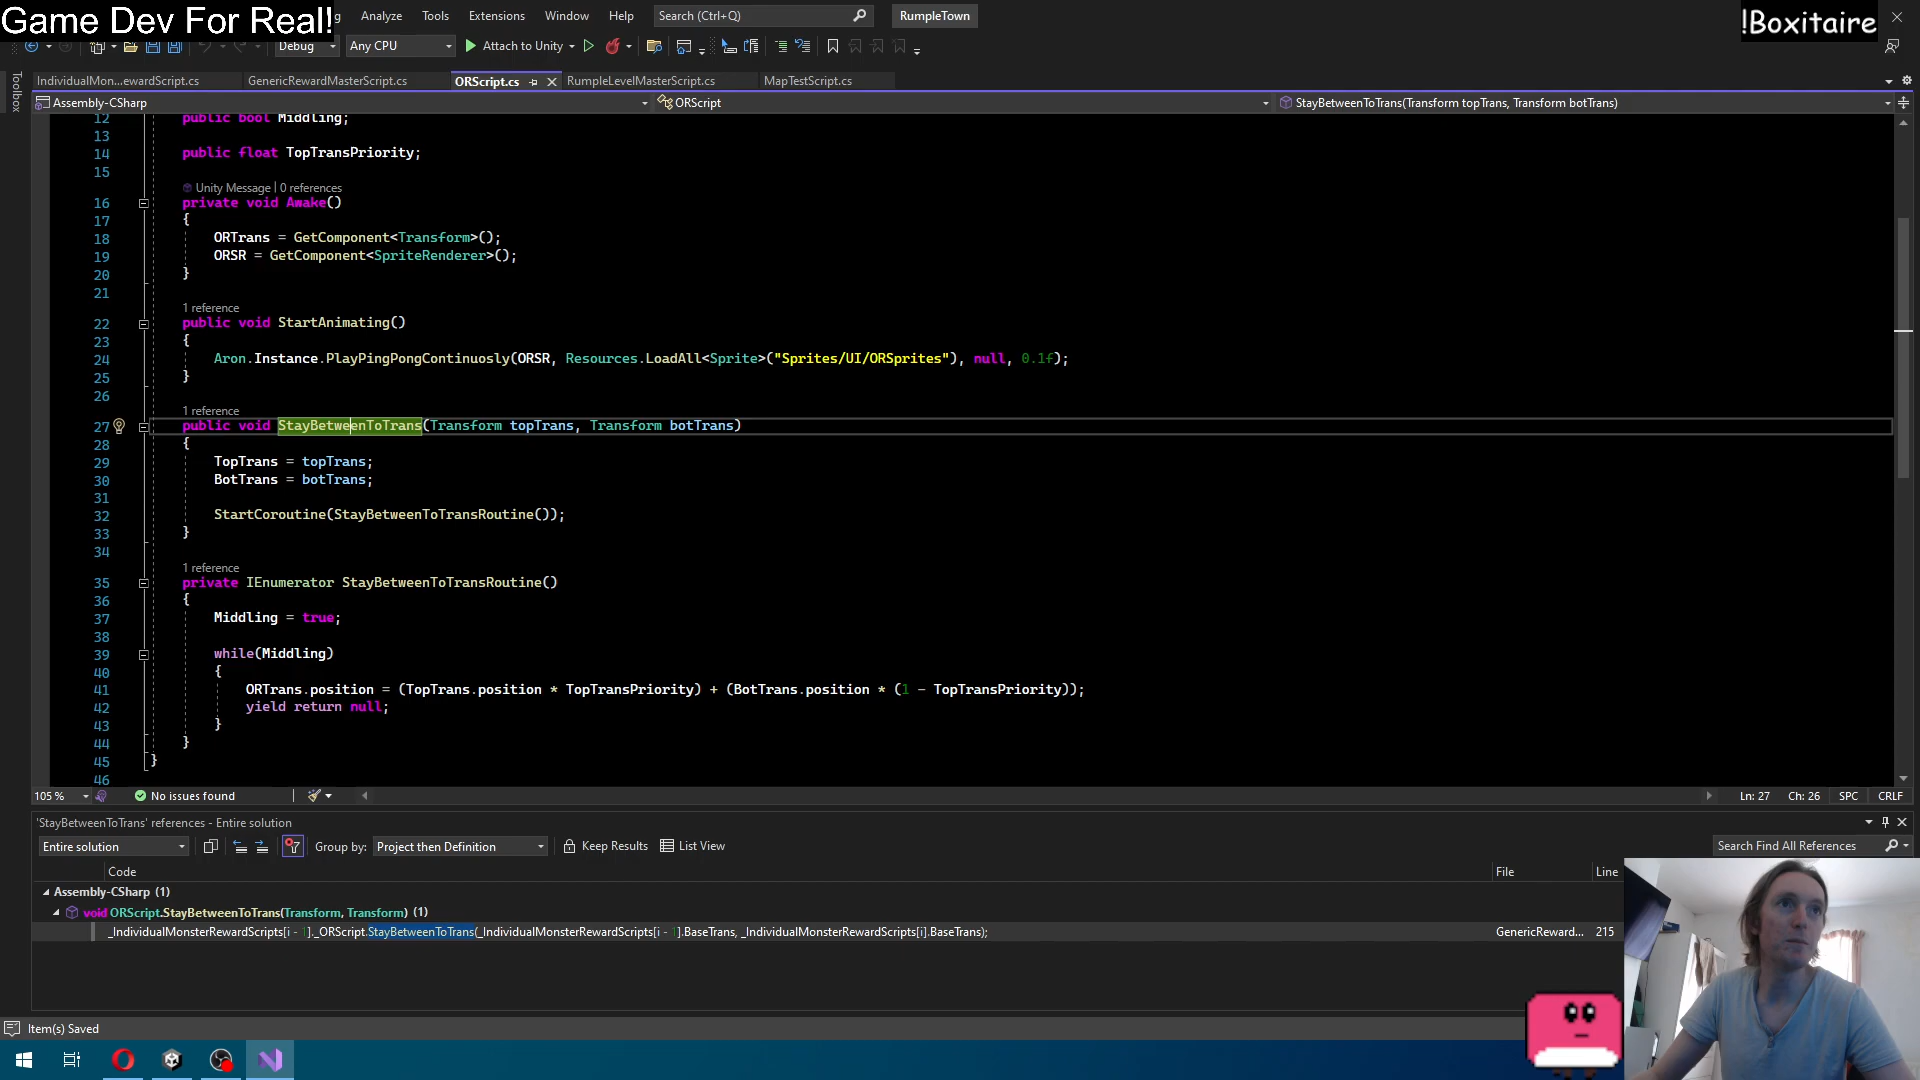 Game Dev For Real!
Analyze Tools Extensions Window Help Search (Ctrl+Q) RumpleTown
!Boxitaire
Debug Any CPU Attach to Unity
Toolbox
IndividualMon...ewardScript.cs GenericRewardMasterScript.cs ORScript.cs RumpleLevelMasterScript.cs MapTestScript.cs
Assembly-CSharp ORScript StayBetweenToTrans(Transform topTrans, Transform botTrans)
12 public bool Middling;
13
14 public float TopTransPriority;
15
Unity Message | 0 references
16 private void Awake()
17 {
18 ORTrans = GetComponent<Transform>();
19 ORSR = GetComponent<SpriteRenderer>();
20 }
21
1 reference
22 public void StartAnimating()
23 {
24 Aron.Instance.PlayPingPongContinuosly(ORSR, Resources.LoadAll<Sprite>("Sprites/UI/ORSprites"), null, 0.1f);
25 }
26
1 reference
27 public void StayBetweenToTrans(Transform topTrans, Transform botTrans)
28 {
29 TopTrans = topTrans;
30 BotTrans = botTrans;
31
32 StartCoroutine(StayBetweenToTransRoutine());
33 }
34
1 reference
35 private IEnumerator StayBetweenToTransRoutine()
36 {
37 Middling = true;
38
39 while(Middling)
40 {
41 ORTrans.position = (TopTrans.position * TopTransPriority) + (BotTrans.position * (1 - TopTransPriority));
42 yield return null;
43 }
44 }
45 }
46
105 % No issues found Ln: 27 Ch: 26 SPC CRLF
'StayBetweenToTrans' references - Entire solution
Entire solution Group by: Project then Definition Keep Results List View Search Find All References
Code File Line
Assembly-CSharp (1)
void ORScript.StayBetweenToTrans(Transform, Transform) (1)
_IndividualMonsterRewardScripts[i - 1]._ORScript.StayBetweenToTrans(_IndividualMonsterRewardScripts[i - 1].BaseTrans, _IndividualMonsterRewardScripts[i].BaseTrans); GenericReward... 215
Item(s) Saved